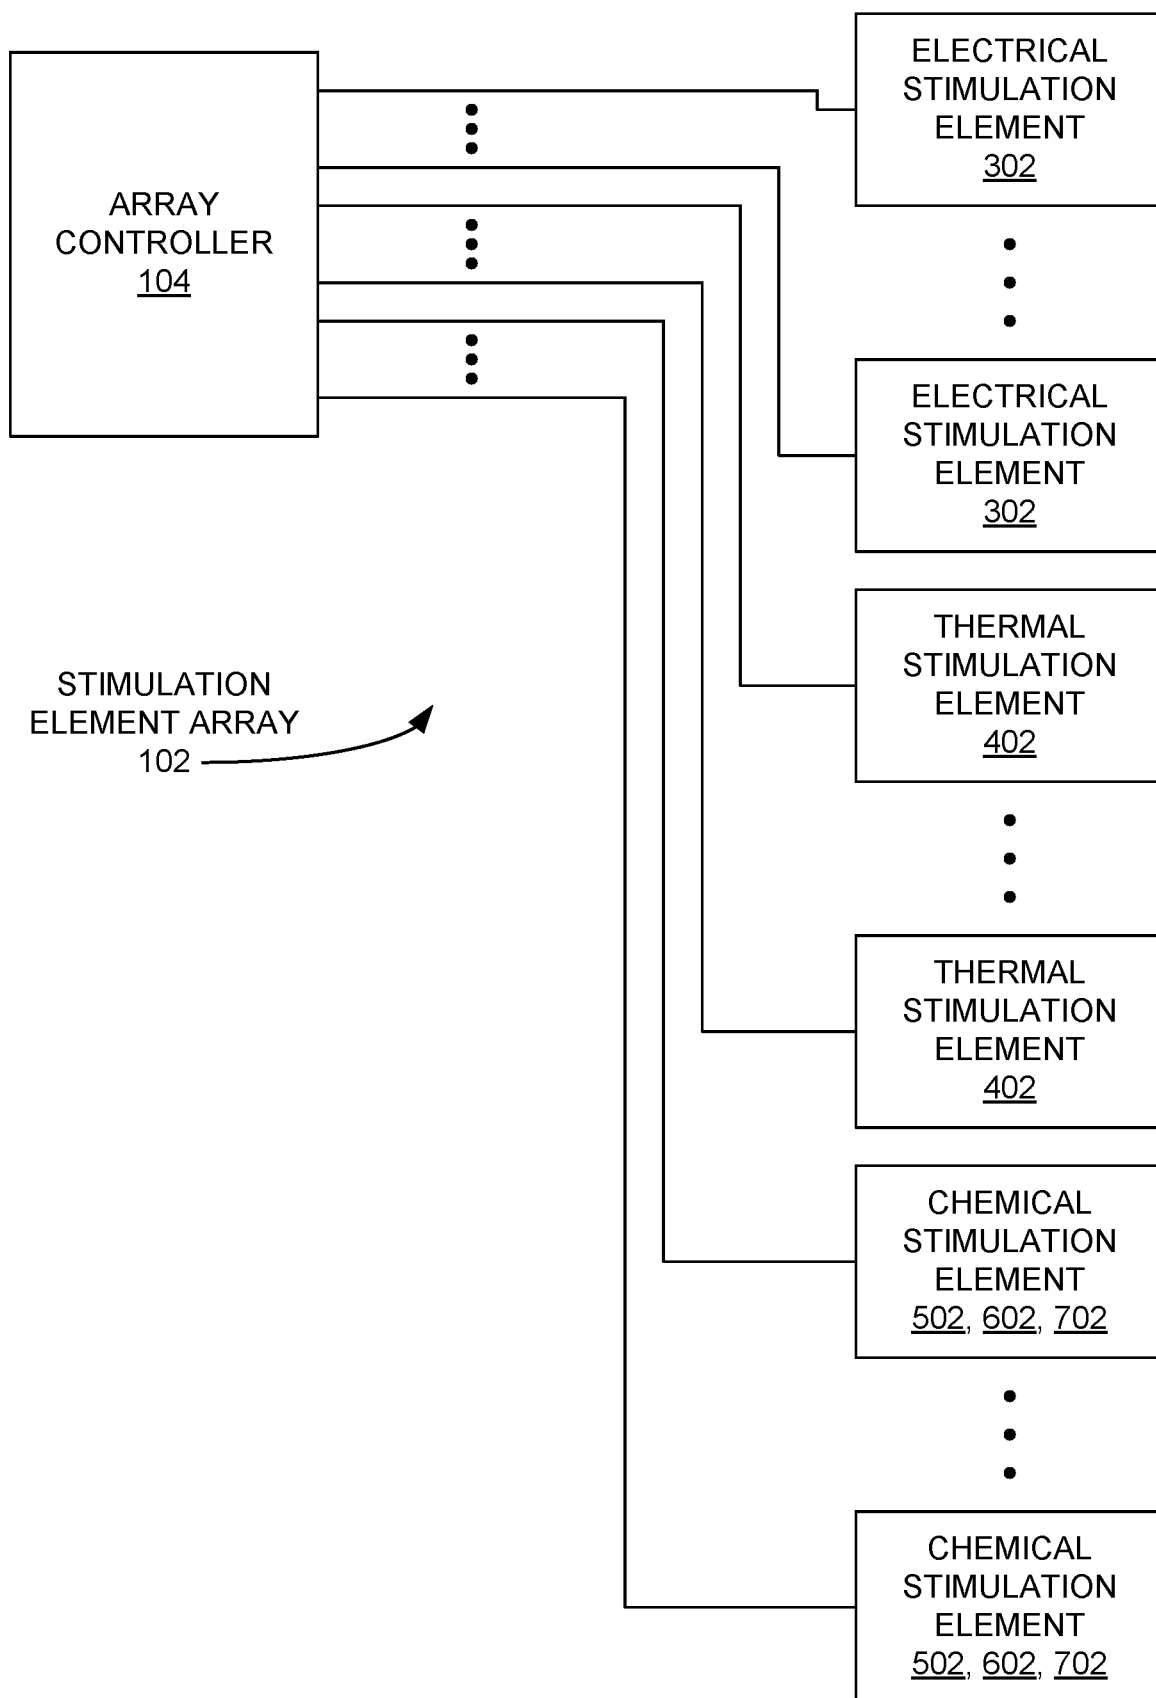 ARRAY
CONTROLLER
104
ELECTRICAL
STIMULATION
ELEMENT
302
ELECTRICAL
STIMULATION
ELEMENT
302
THERMAL
STIMULATION
ELEMENT
402
STIMULATION
ELEMENT ARRAY
102
THERMAL
STIMULATION
ELEMENT
402
CHEMICAL
STIMULATION
ELEMENT
502, 602, 702
CHEMICAL
STIMULATION
ELEMENT
502, 602, 702